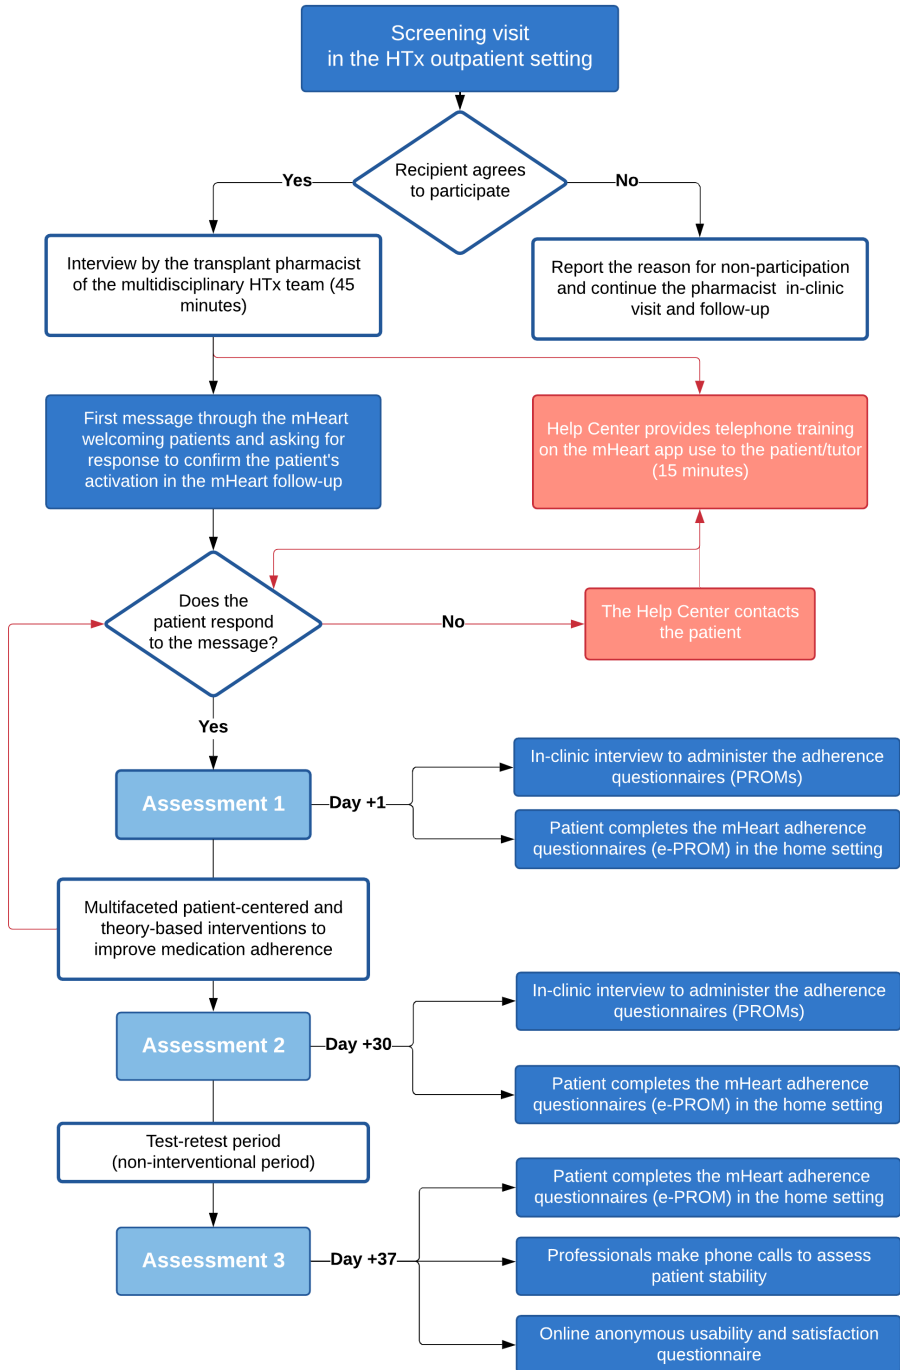 Screening visit
in the HTx outpatient setting
Recipient agrees
to participate
Yes
No
Interview by the transplant pharmacist
of the multidisciplinary HTx team (45
minutes)
Report the reason for non-participation
and continue the pharmacist in-clinic
visit and follow-up
First message through the mHeart
welcoming patients and asking for
response to confirm the patient's
activation in the mHeart follow-up
Help Center provides telephone training
on the mHeart app use to the patient/tutor
(15 minutes)
Does the
patient respond
to the message?
No
The Help Center contacts
the patient
Yes
Assessment 1
Day +1
In-clinic interview to administer the adherence
questionnaires (PROMs)
Patient completes the mHeart adherence
questionnaires (e-PROM) in the home setting
Multifaceted patient-centered and
theory-based interventions to
improve medication adherence
Assessment 2
Day +30
In-clinic interview to administer the adherence
questionnaires (PROMs)
Patient completes the mHeart adherence
questionnaires (e-PROM) in the home setting
Test-retest period
(non-interventional period)
Assessment 3
Day +37
Patient completes the mHeart adherence
questionnaires (e-PROM) in the home setting
Professionals make phone calls to assess
patient stability
Online anonymous usability and satisfaction
questionnaire